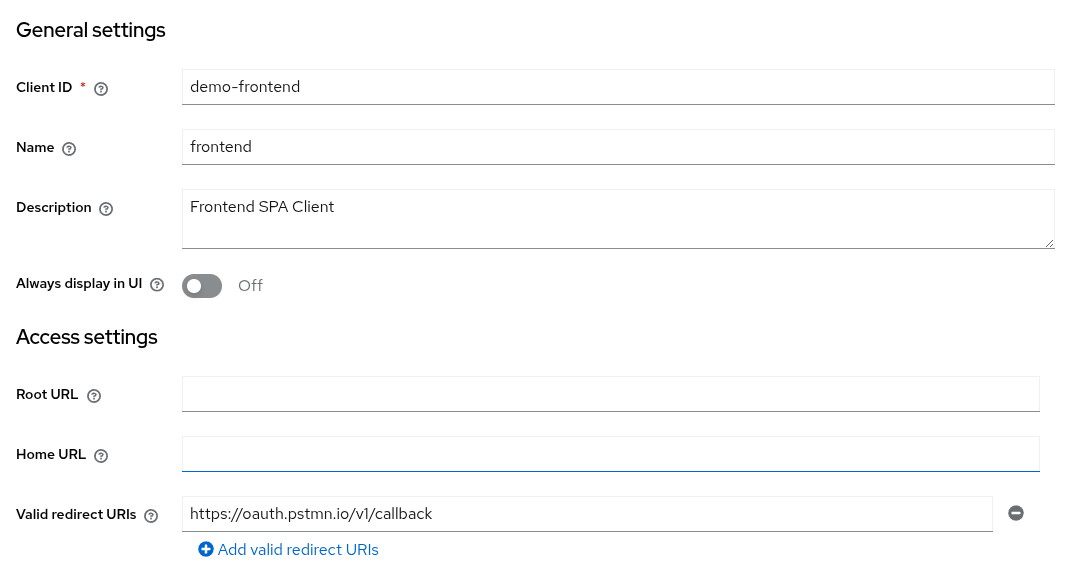 General settings
Client ID * demo-frontend
Name frontend
Description Frontend SPA Client
Always display in UI Off
Access settings
Root URL
Home URL
Valid redirect URIs https://oauth.pstmn.io/v1/callback
Add valid redirect URIs